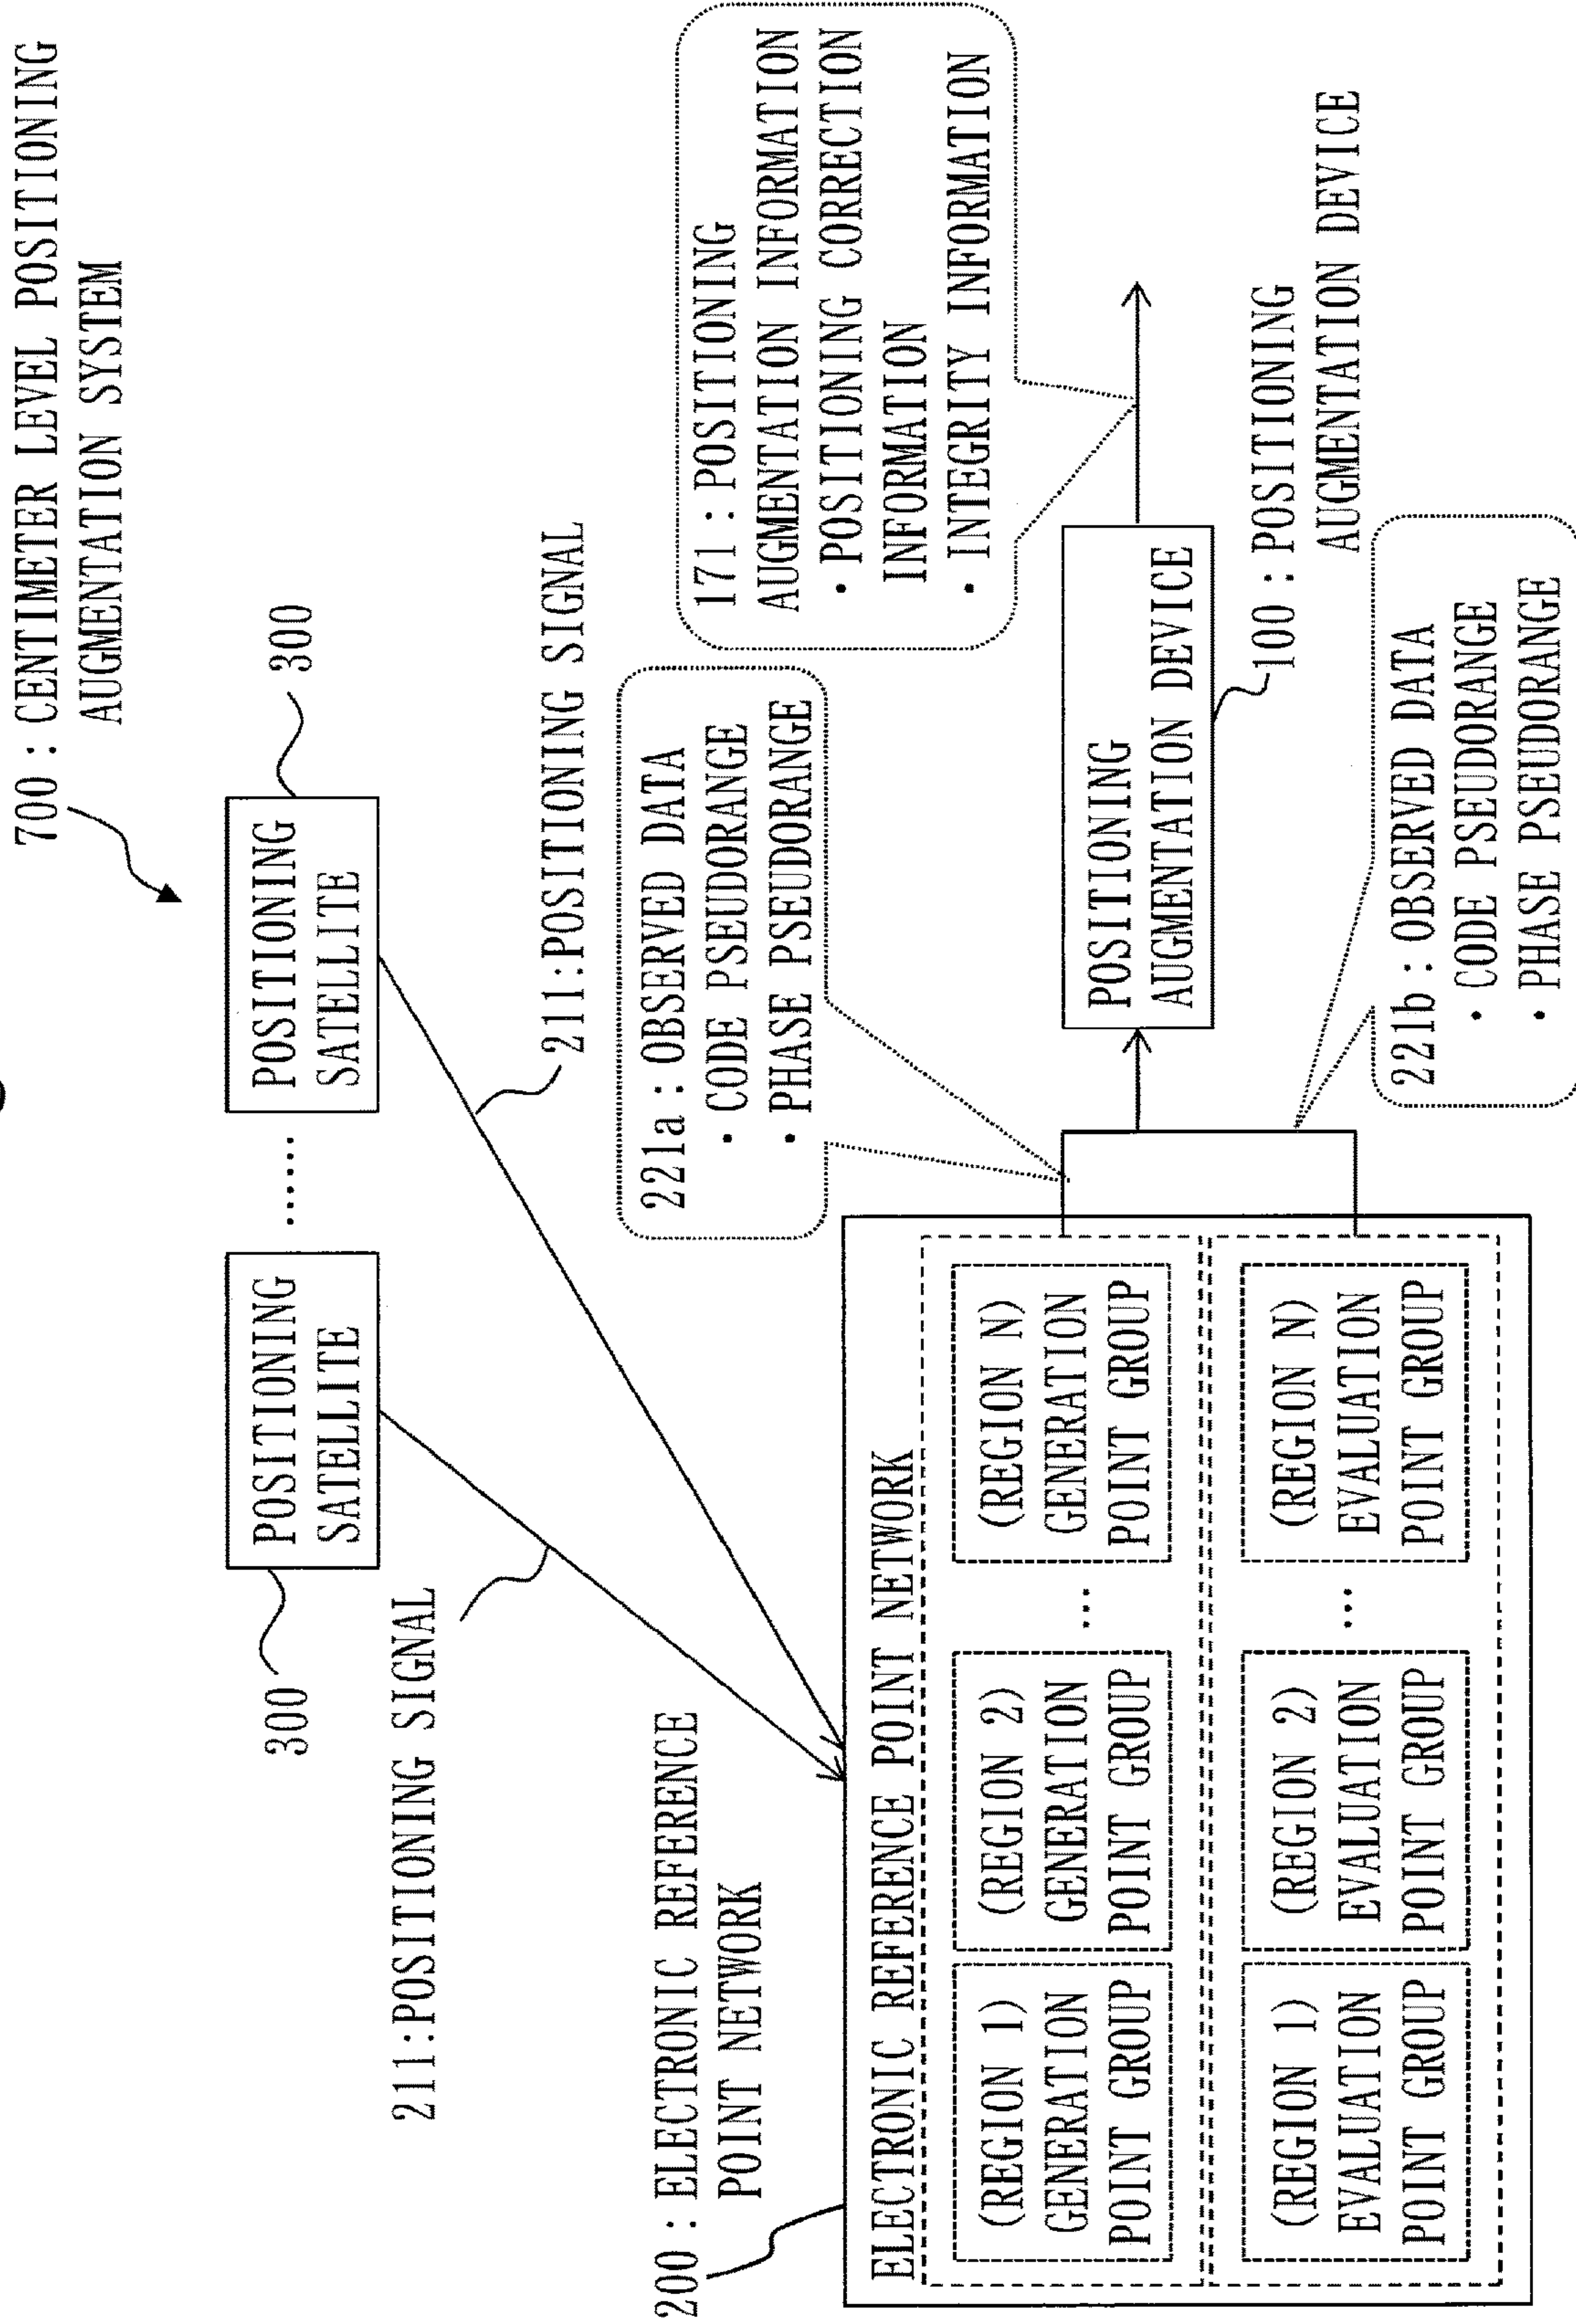 700 : CENTIMETER LEVEL POSITIONING
AUGMENTATION SYSTEM
POSITIONING
SATELLITE
300
......
POSITIONING
SATELLITE
300
211:POSITIONING SIGNAL
211:POSITIONING SIGNAL
200 : ELECTRONIC REFERENCE
POINT NETWORK
221a : OBSERVED DATA
• CODE PSEUDORANGE
• PHASE PSEUDORANGE
171 : POSITIONING
AUGMENTATION INFORMATION
• POSITIONING CORRECTION
INFORMATION
• INTEGRITY INFORMATION
ELECTRONIC REFERENCE POINT NETWORK
(REGION 1)
GENERATION
POINT GROUP
(REGION 2)
GENERATION
POINT GROUP
...
(REGION N)
GENERATION
POINT GROUP
(REGION 1)
EVALUATION
POINT GROUP
(REGION 2)
EVALUATION
POINT GROUP
...
(REGION N)
EVALUATION
POINT GROUP
POSITIONING
AUGMENTATION DEVICE
100 : POSITIONING
AUGMENTATION DEVICE
221b : OBSERVED DATA
• CODE PSEUDORANGE
• PHASE PSEUDORANGE